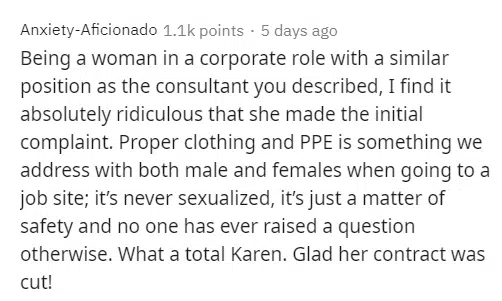 Anxiety-Aficionado 1.1k points · 5 days ago
Being a woman in a corporate role with a similar
position as the consultant you described, I find it
absolutely ridiculous that she made the initial
complaint. Proper clothing and PPE is something we
address with both male and females when going to a
job site; it’s never sexualized, it’s just a matter of
safety and no one has ever raised a question
otherwise. What a total Karen. Glad her contract was
cut!